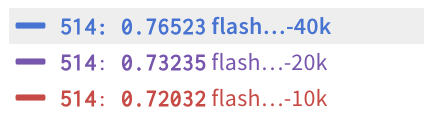 514: 0.76523 flash...-40k
514: 0.73235 flash...-20k
514: 0.72032 flash...-10k